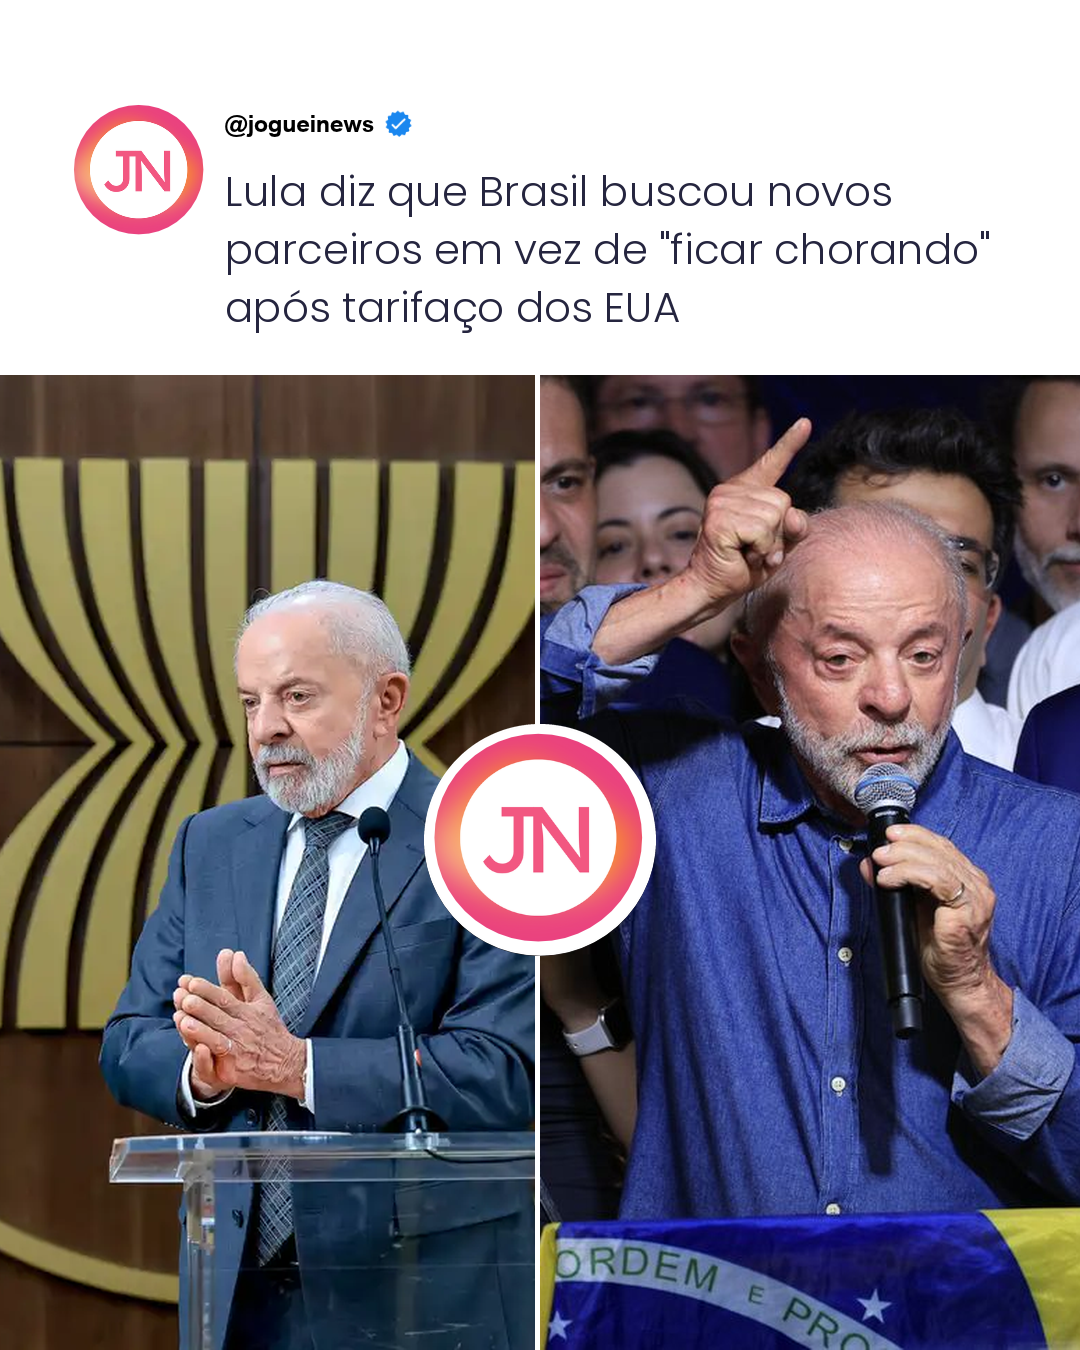 JN
@jogueinews
Lula diz que Brasil buscou novos
parceiros em vez de "ficar chorando"
após tarifaço dos EUA
JN
ORDEM E PRO